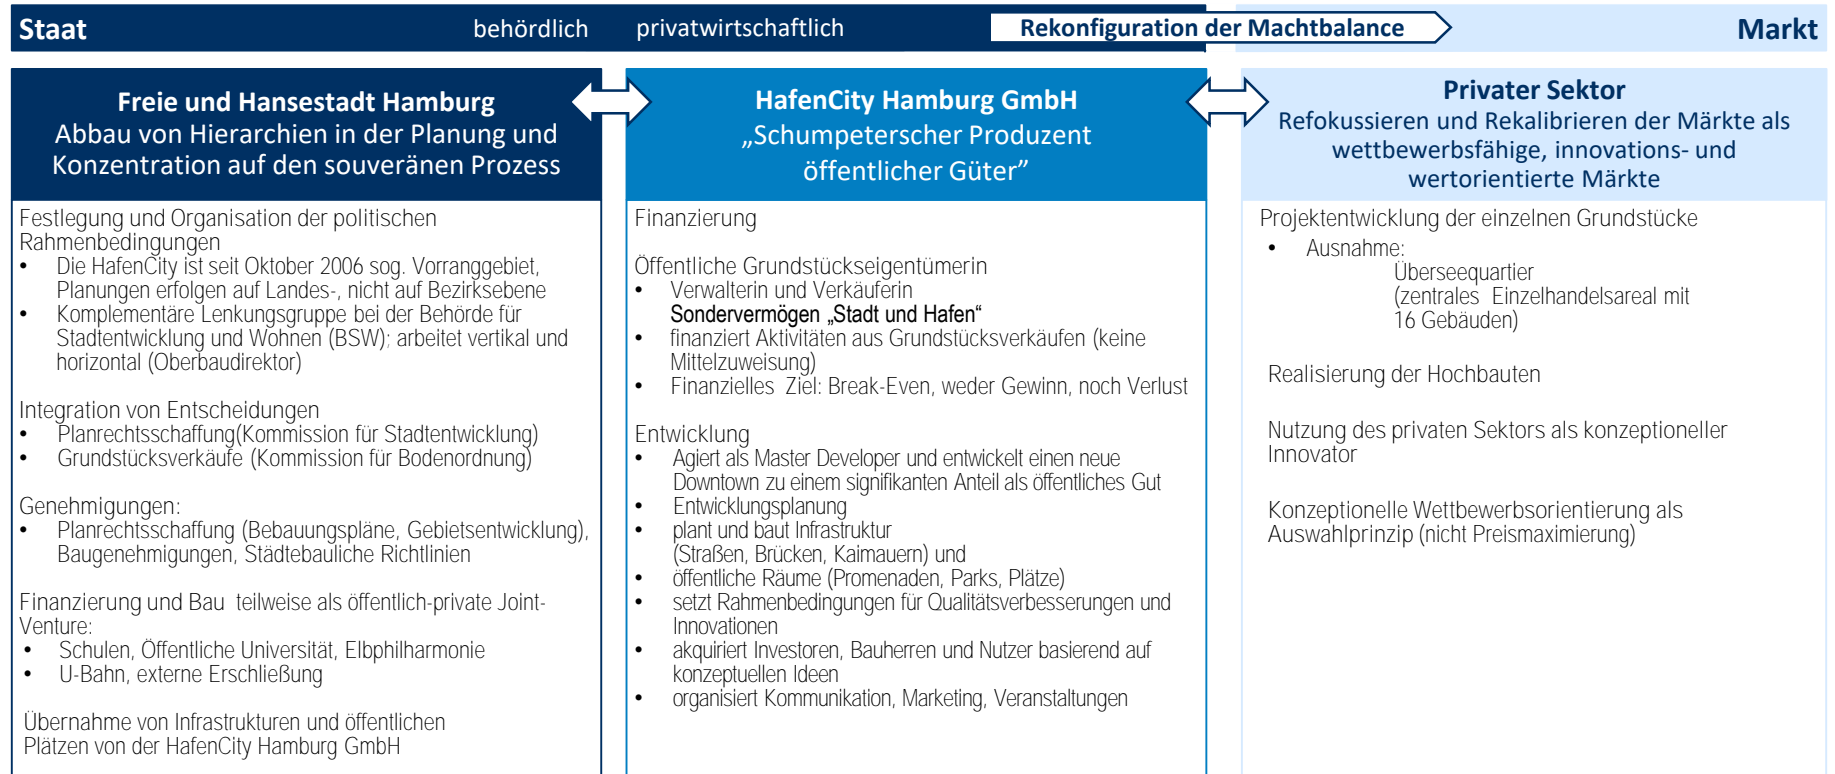 Staat
behördlich
privatwirtschaftlich
Rekonfiguration der Machtbalance
Markt
Freie und Hansestadt Hamburg
Abbau von Hierarchien in der Planung und
Konzentration auf den souveränen Prozess
Festlegung und Organisation der politischen
Rahmenbedingungen
• Die HafenCity ist seit Oktober 2006 sog. Vorranggebiet,
Planungen erfolgen auf Landes-, nicht auf Bezirksebene
• Komplementäre Lenkungsgruppe bei der Behörde für
Stadtentwicklung und Wohnen (BSW); arbeitet vertikal und
horizontal (Oberbaudirektor)
Integration von Entscheidungen
• Planrechtsschaffung(Kommission für Stadtentwicklung)
• Grundstücksverkäufe (Kommission für Bodenordnung)
Genehmigungen:
• Planrechtsschaffung (Bebauungspläne, Gebietsentwicklung),
Baugenehmigungen, Städtebauliche Richtlinien
Finanzierung und Bau teilweise als öffentlich-private Joint-
Venture:
• Schulen, Öffentliche Universität, Elbphilharmonie
• U-Bahn, externe Erschließung
Übernahme von Infrastrukturen und öffentlichen
Plätzen von der HafenCity Hamburg GmbH
HafenCity Hamburg GmbH
„Schumpeterscher Produzent
öffentlicher Güter”
Finanzierung
Öffentliche Grundstückseigentümerin
• Verwalterin und Verkäuferin
Sondervermögen „Stadt und Hafen“
• finanziert Aktivitäten aus Grundstücksverkäufen (keine
Mittelzuweisung)
• Finanzielles Ziel: Break-Even, weder Gewinn, noch Verlust
Entwicklung
• Agiert als Master Developer und entwickelt einen neue
Downtown zu einem signifikanten Anteil als öffentliches Gut
• Entwicklungsplanung
• plant und baut Infrastruktur
(Straßen, Brücken, Kaimauern) und
• öffentliche Räume (Promenaden, Parks, Plätze)
• setzt Rahmenbedingungen für Qualitätsverbesserungen und
Innovationen
• akquiriert Investoren, Bauherren und Nutzer basierend auf
konzeptuellen Ideen
• organisiert Kommunikation, Marketing, Veranstaltungen
Privater Sektor
Refokussieren und Rekalibrieren der Märkte als
wettbewerbsfähige, innovations- und
wertorientierte Märkte
Projektentwicklung der einzelnen Grundstücke
• Ausnahme:
Überseequartier
(zentrales Einzelhandelsareal mit
16 Gebäuden)
Realisierung der Hochbauten
Nutzung des privaten Sektors als konzeptioneller
Innovator
Konzeptionelle Wettbewerbsorientierung als
Auswahlprinzip (nicht Preismaximierung)